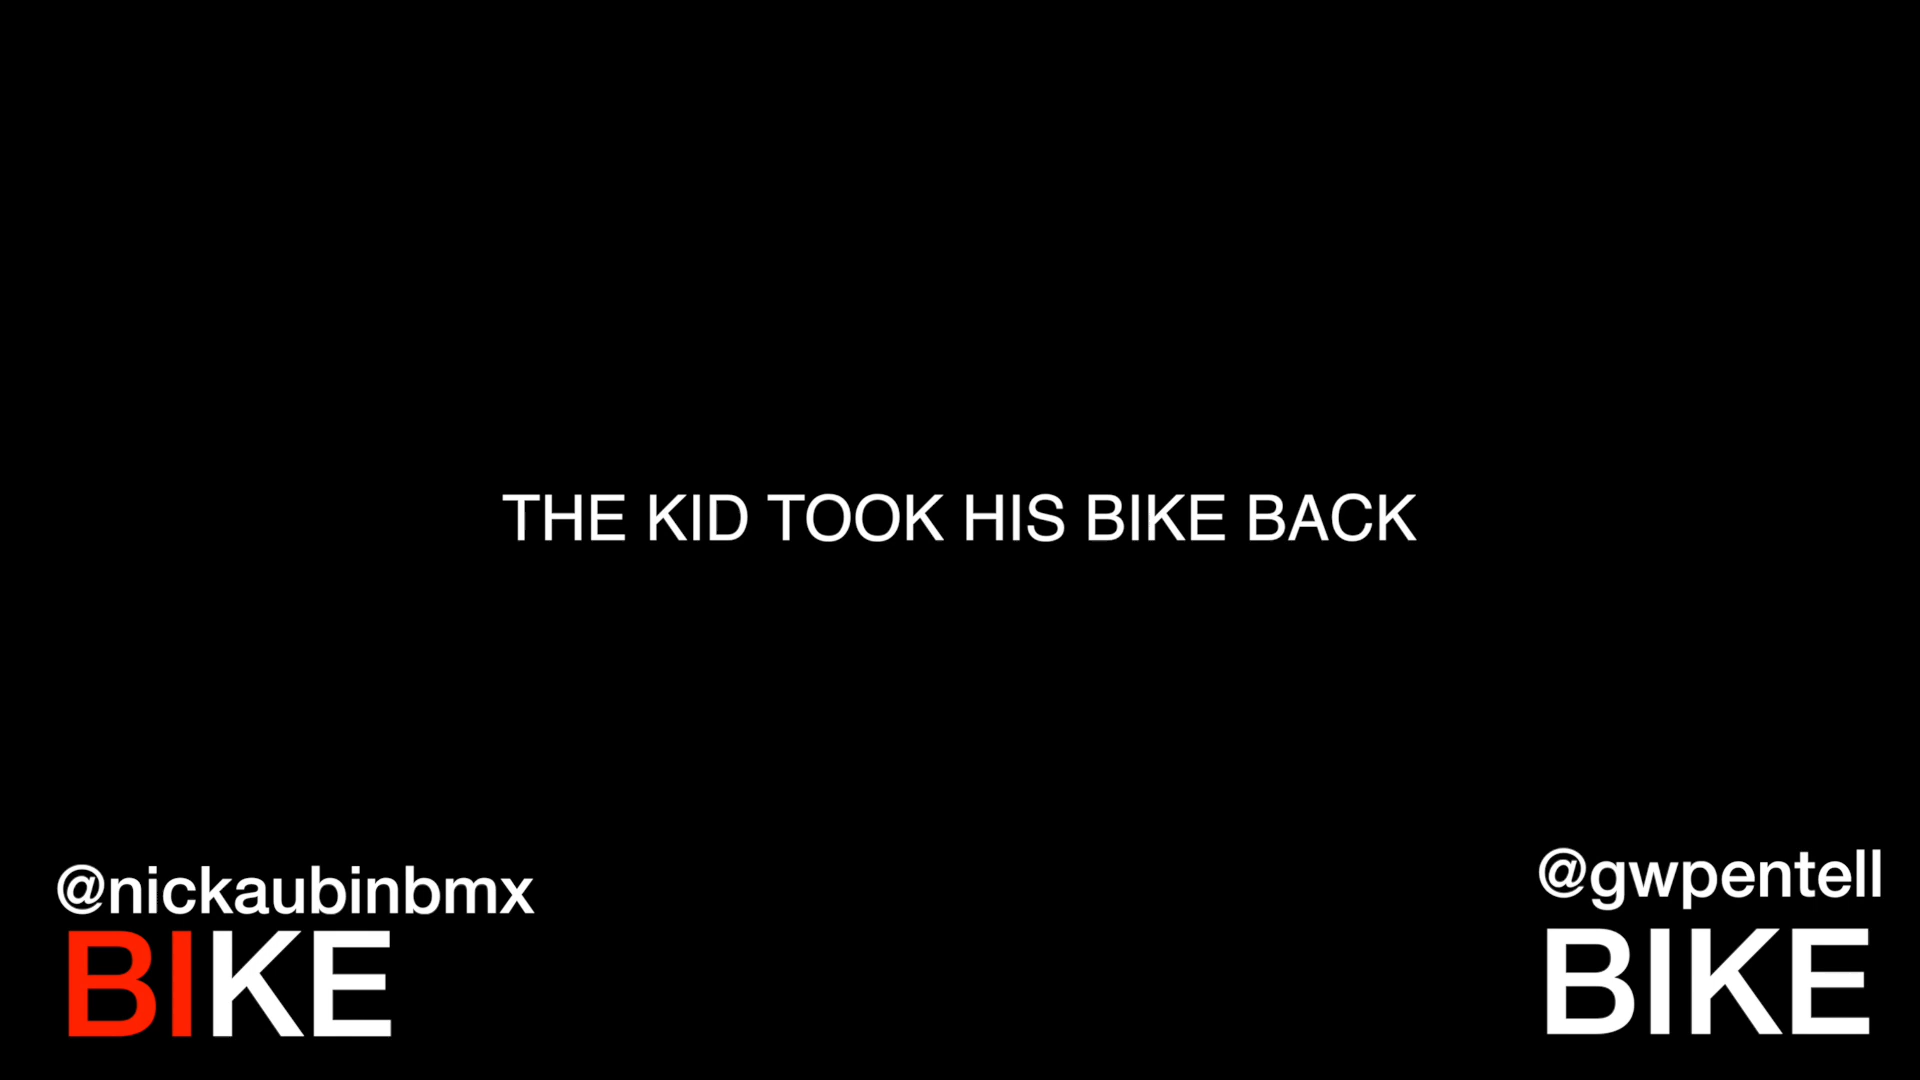 THE KID TOOK HIS BIKE BACK
@nickaubinbmx
BIKE
@gwpentell
BIKE